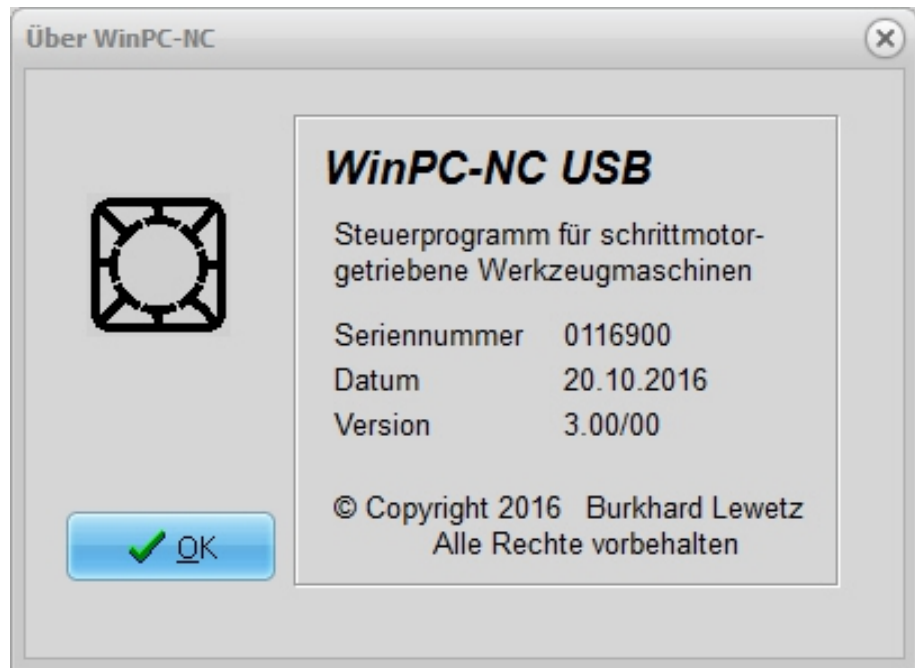 Über WinPC-NC
WinPC-NC USB
Steuerprogramm für schrittmotor-
getriebene Werkzeugmaschinen
Seriennummer 0116900
Datum 20.10.2016
Version 3.00/00
© Copyright 2016 Burkhard Lewetz
Alle Rechte vorbehalten
OK